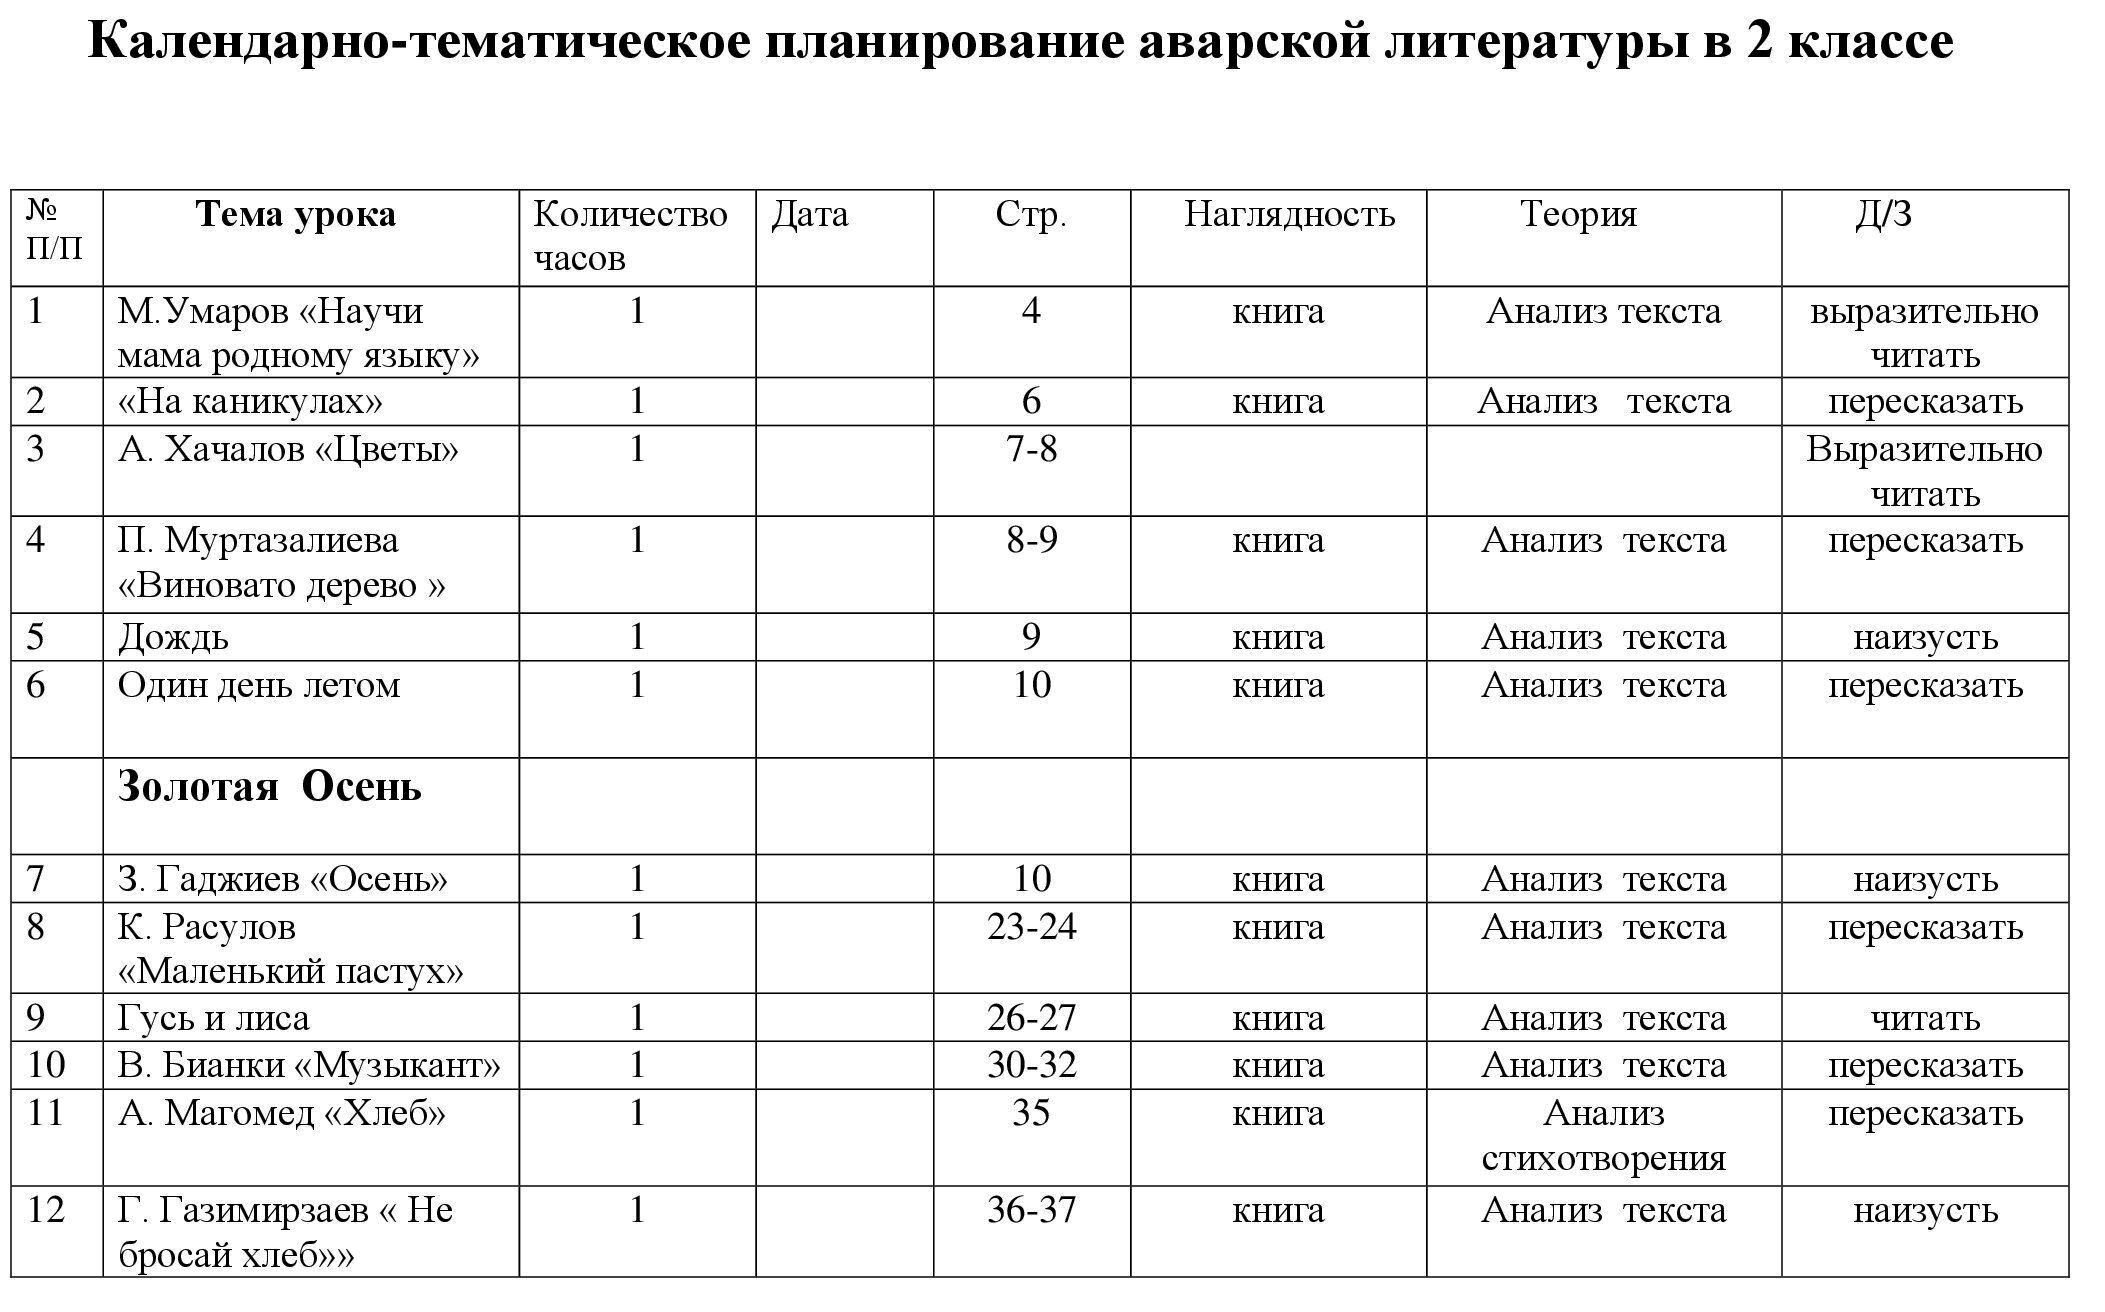 Календарно-тематическое планирование аварской литературы в 2 классе
№ Тема урока Количество Дата Стр. Наглядность Теория Д/З
П/П часов
1 М.Умаров «Научи 1 4 книга Анализ текста выразительно
мама родному языку» читать
2 «На каникулах» 1 6 книга Анализ текста пересказать
3 А. Хачалов «Цветы» 1 7-8 Выразительно
читать
4 П. Муртазалиева 1 8-9 книга Анализ текста пересказать
«Виновато дерево »
5 Дождь 1 9 книга Анализ текста наизусть
6 Один день летом 1 10 книга Анализ текста пересказать
Золотая Осень
7 З. Гаджиев «Осень» 1 10 книга Анализ текста наизусть
8 К. Расулов 1 23-24 книга Анализ текста пересказать
«Маленький пастух»
9 Гусь и лиса 1 26-27 книга Анализ текста читать
10 В. Бианки «Музыкант» 1 30-32 книга Анализ текста пересказать
11 А. Магомед «Хлеб» 1 35 книга Анализ пересказать
стихотворения
12 Г. Газимирзаев « Не 1 36-37 книга Анализ текста наизусть
бросай хлеб»»